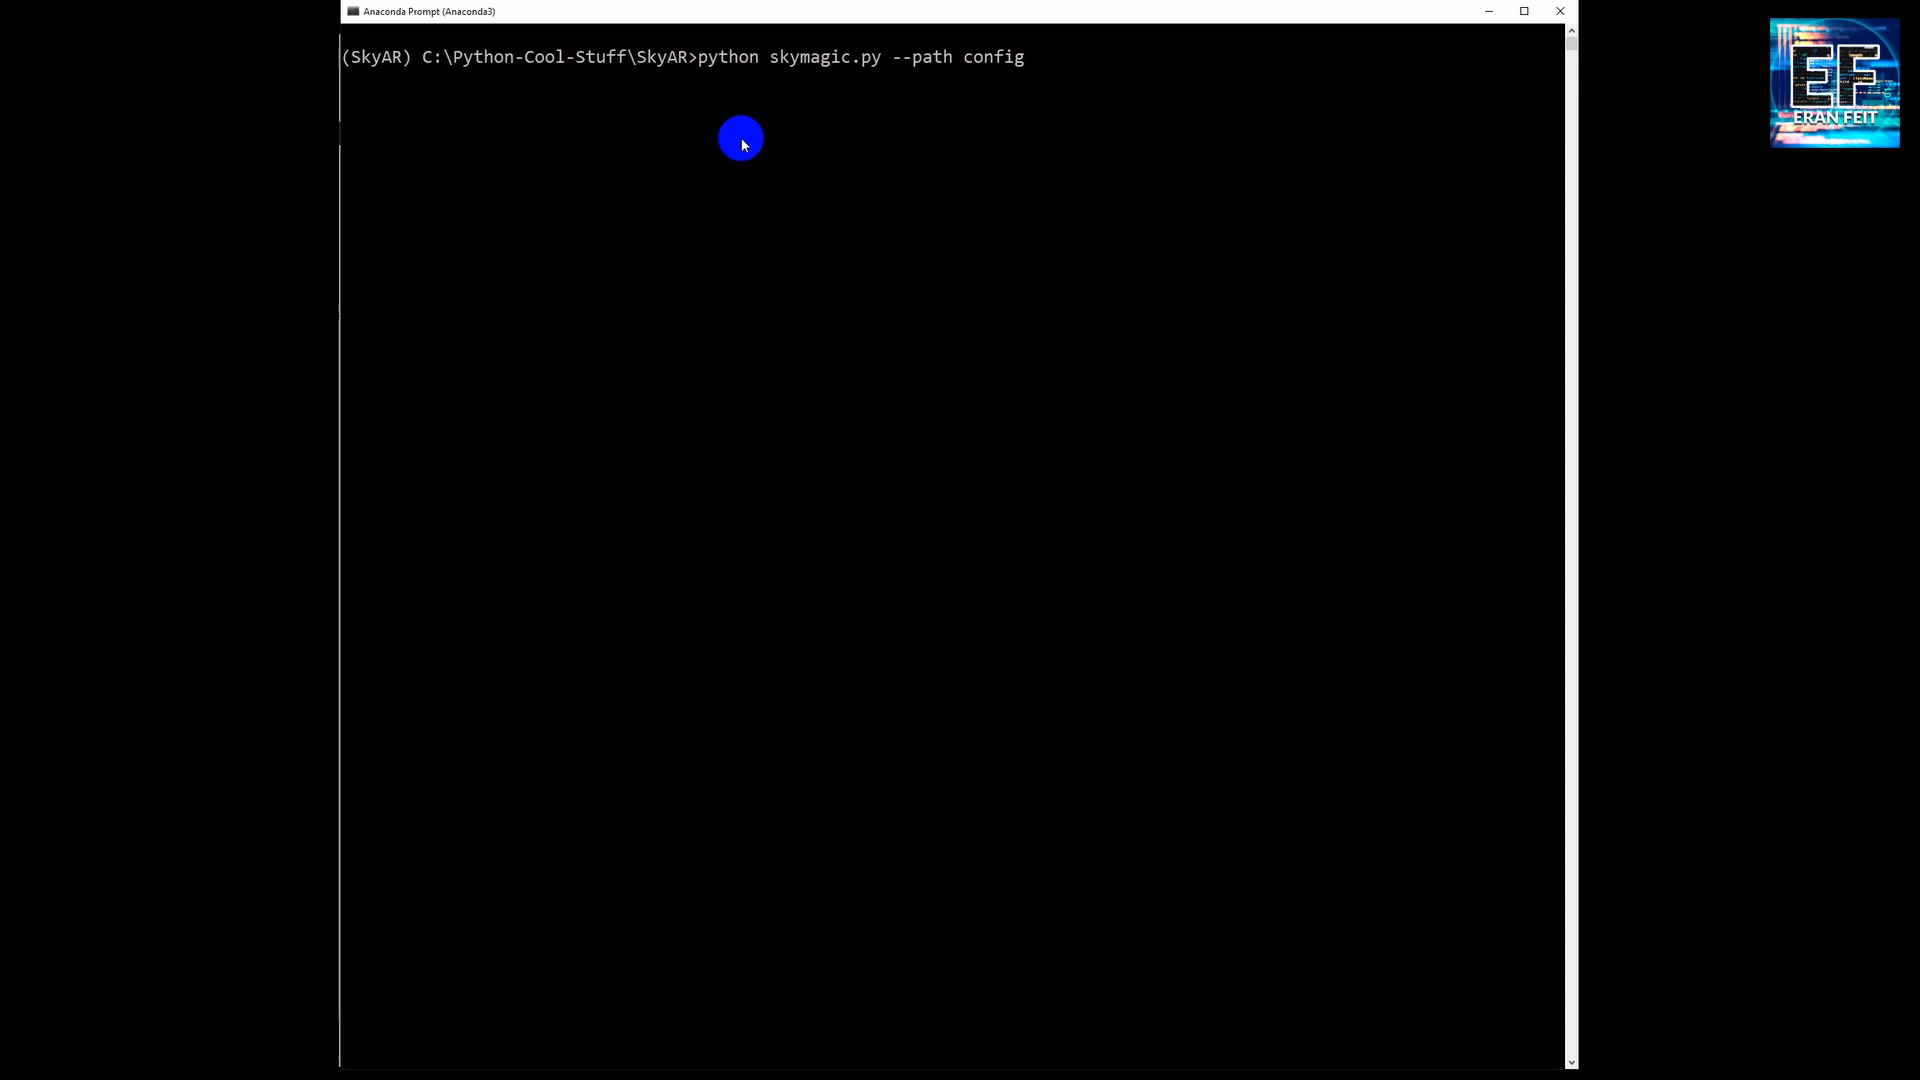 Anaconda Prompt (Anaconda3)
(SkyAR) C:\Python-Cool-Stuff\SkyAR>python skymagic.py --path config
EF
ERAN FEIT